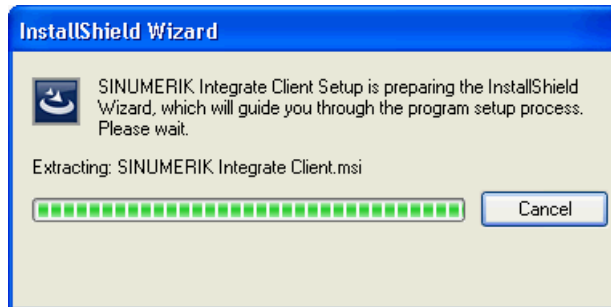 InstallShield Wizard
SINUMERIK Integrate Client Setup is preparing the InstallShield
Wizard, which will guide you through the program setup process.
Please wait.
Extracting: SINUMERIK Integrate Client.msi
Cancel